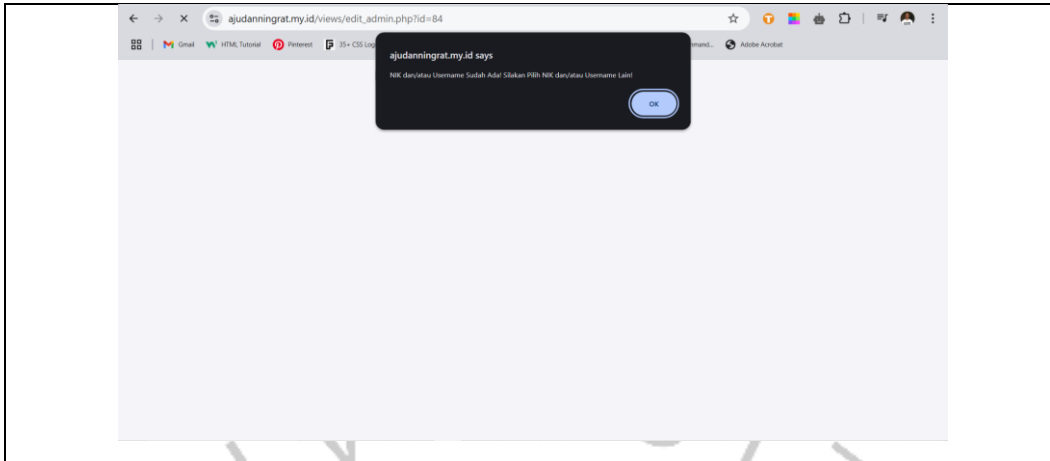 ajudanningrat.my.id/views/edit_admin.php?id=84
Gmail HTML Tutorial Pinterest 35+ CSS Log Adobe Acrobat
ajudanningrat.my.id says
NIK dan/atau Username Sudah Ada! Silakan Pilih NIK dan/atau Username Lain!
OK